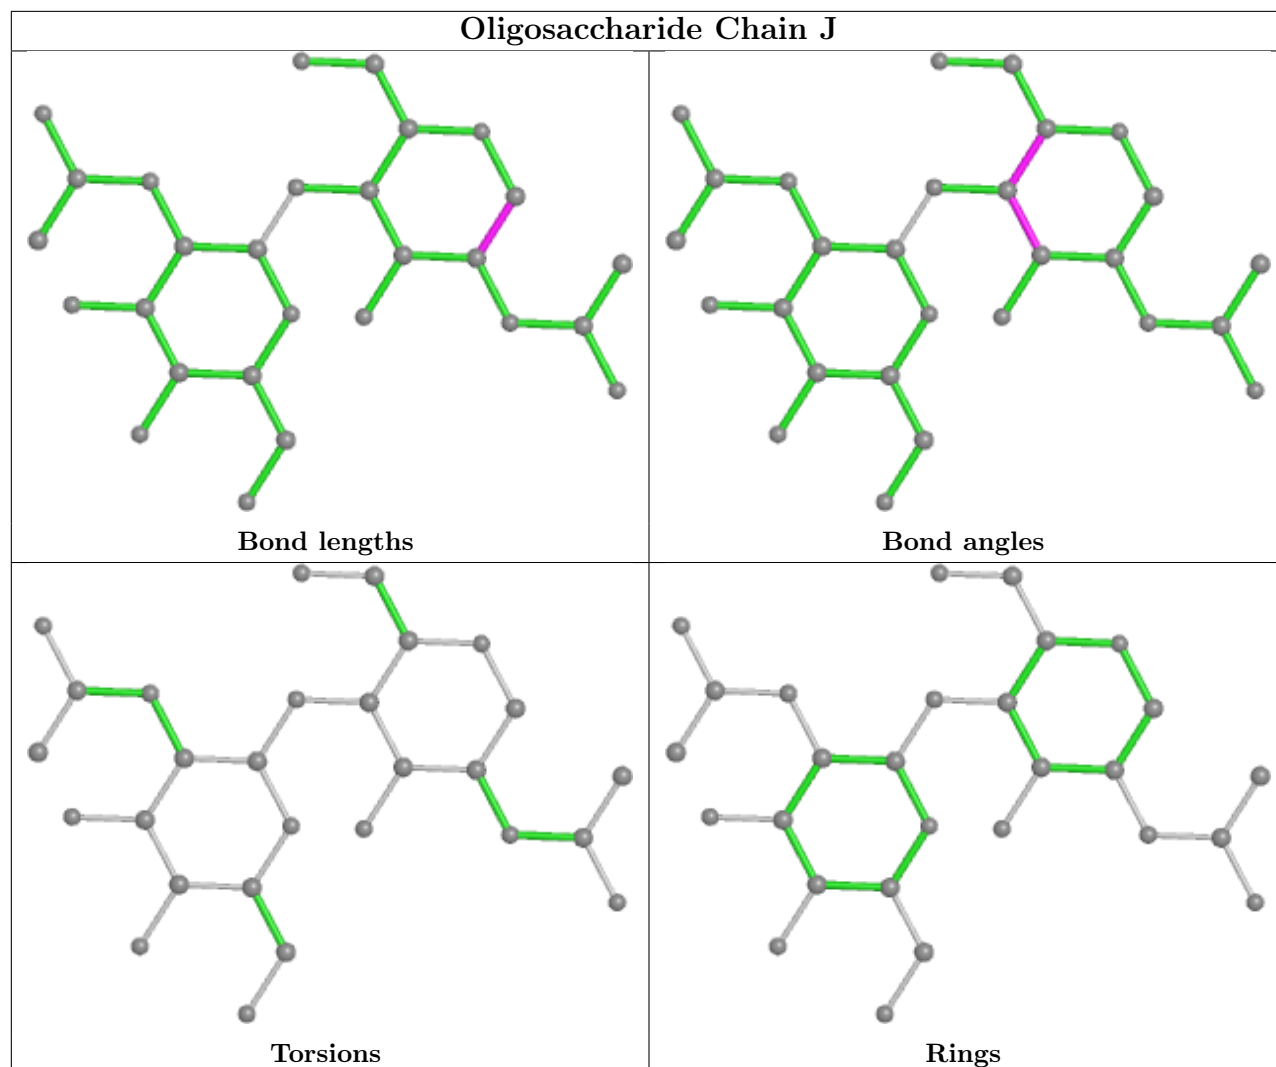 Oligosaccharide Chain J
Bond lengths
Bond angles
Torsions
Rings